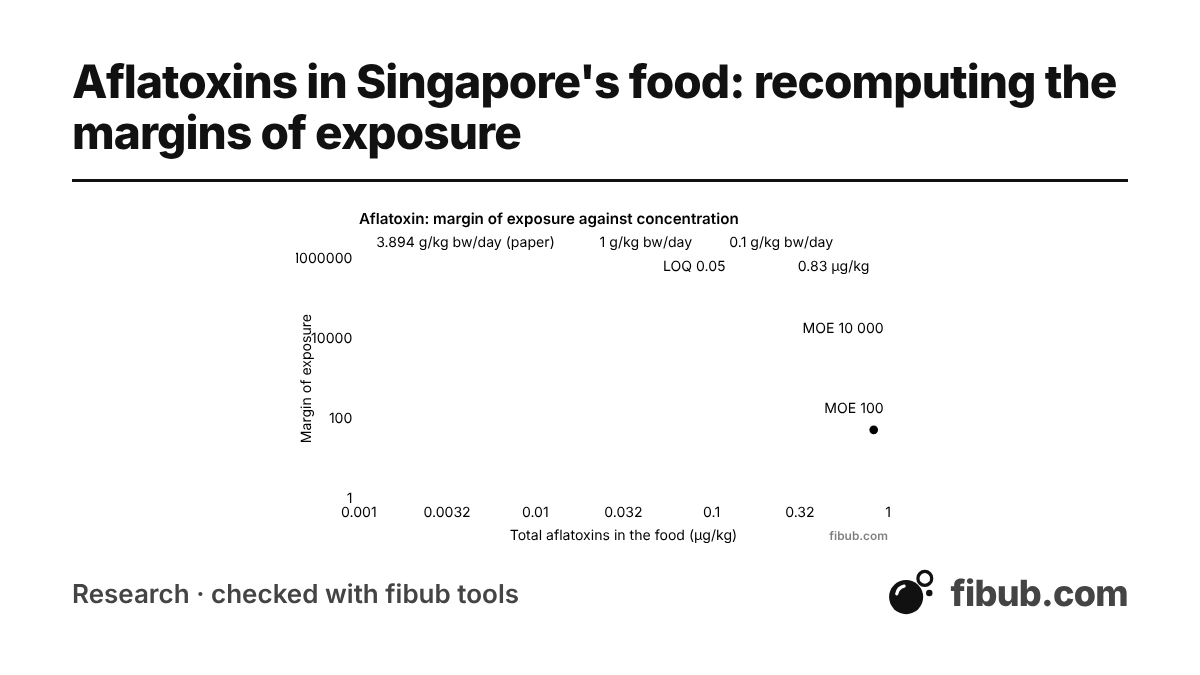 Aflatoxins in Singapore's food: recomputing the
margins of exposure
Aflatoxin: margin of exposure against concentration
3.894 g/kg bw/day (paper) 1 g/kg bw/day 0.1 g/kg bw/day
LOQ 0.05 0.83 µg/kg
1000000
10000
100
1
Margin of exposure
MOE 10 000
MOE 100
0.001 0.0032 0.01 0.032 0.1 0.32 1
Total aflatoxins in the food (µg/kg)
fibub.com
Research · checked with fibub tools
fibub.com